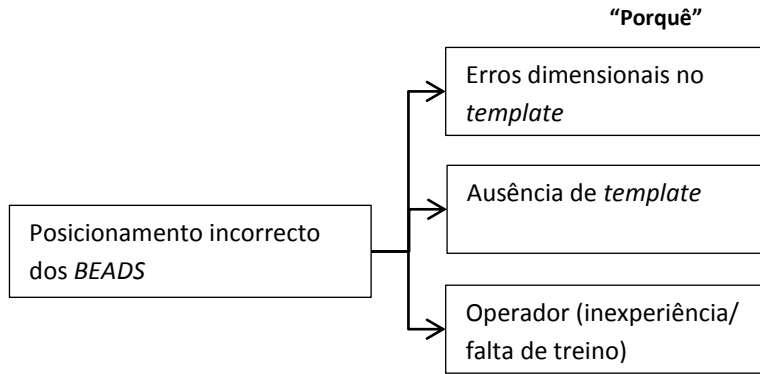 “Porquê”
Erros dimensionais no
template
Ausência de template
Posicionamento incorrecto
dos BEADS
Operador (inexperiência/
falta de treino)